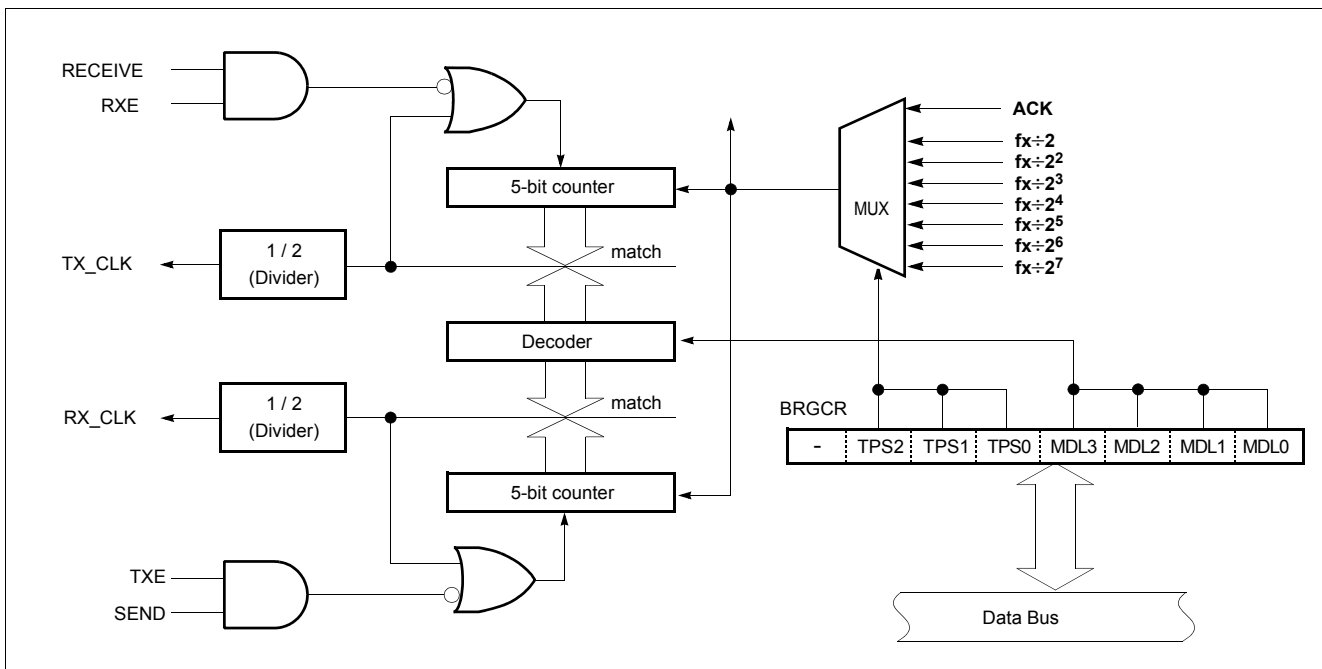 RECEIVE
RXE
ACK
fx÷2
fx÷2²
fx÷2³
fx÷2⁴
fx÷2⁵
fx÷2⁶
fx÷2⁷
MUX
5-bit counter
match
TX_CLK
1 / 2
(Divider)
Decoder
RX_CLK
1 / 2
(Divider)
match
BRGCR
- TPS2 TPS1 TPS0 MDL3 MDL2 MDL1 MDL0
5-bit counter
TXE
SEND
Data Bus